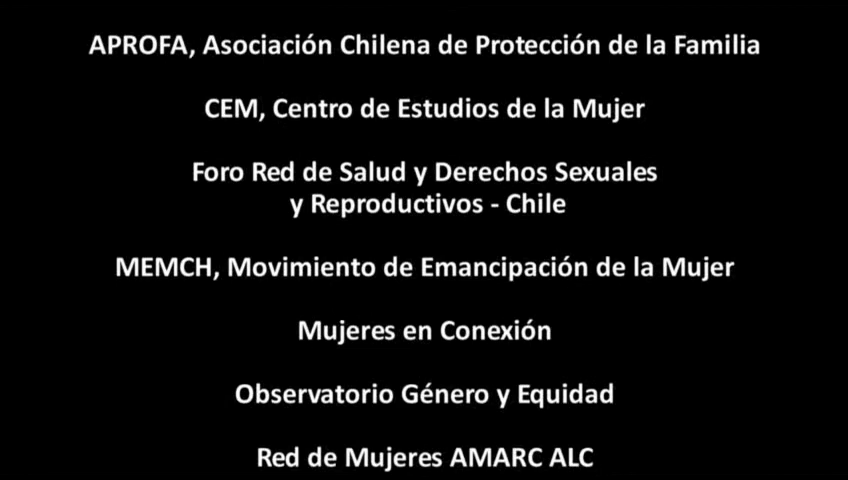 APROFA, Asociación Chilena de Protección de la Familia
CEM, Centro de Estudios de la Mujer
Foro Red de Salud y Derechos Sexuales
y Reproductivos - Chile
MEMCH, Movimiento de Emancipación de la Mujer
Mujeres en Conexión
Observatorio Género y Equidad
Red de Mujeres AMARC ALC